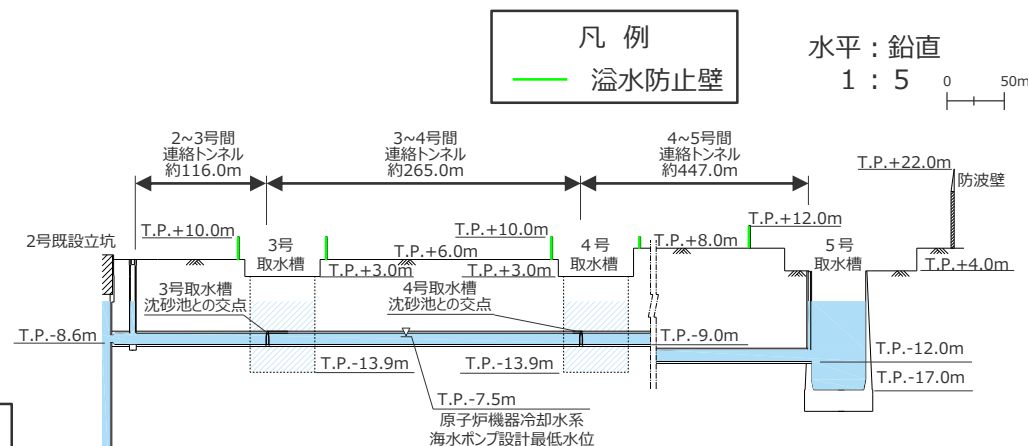 凡 例
溢水防止壁
水平：鉛直
1 : 5
0 50m
2~3号間
連絡トンネル
約116.0m
3~4号間
連絡トンネル
約265.0m
4~5号間
連絡トンネル
約447.0m
T.P.+22.0m
防波壁
2号既設立坑
T.P.+10.0m
3号
取水槽
T.P.+10.0m
T.P.+6.0m
4号
取水槽
T.P.+12.0m
T.P.+8.0m
5号
取水槽
T.P.+3.0m
T.P.+3.0m
T.P.+4.0m
3号取水槽
沈砂池との交点
4号取水槽
沈砂池との交点
T.P.-8.6m
T.P.-9.0m
T.P.-13.9m
T.P.-13.9m
T.P.-12.0m
T.P.-17.0m
T.P.-7.5m
原子炉機器冷却水系
海水ポンプ設計最低水位